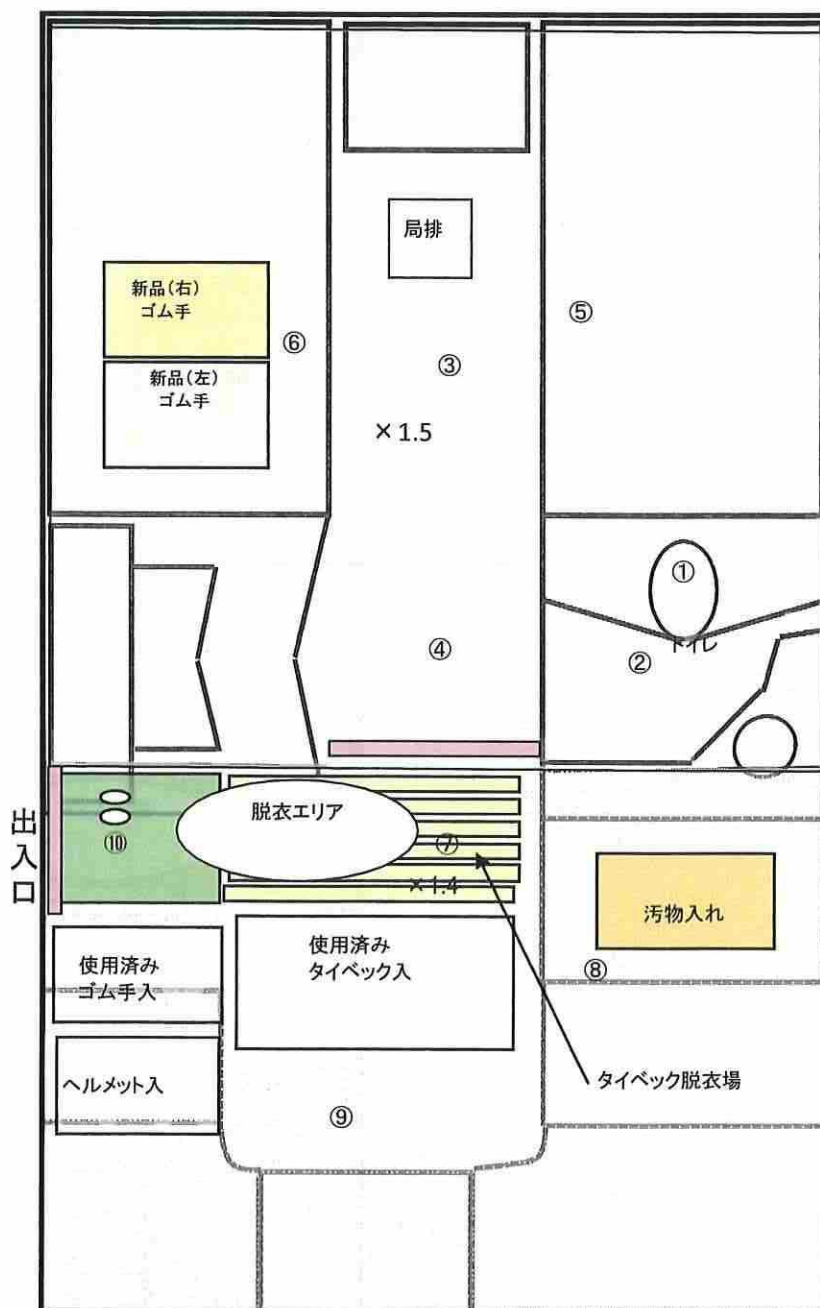 局排
新品(右)
ゴム手
⑤
⑥
③
新品(左)
ゴム手
×1.5
①
④
②
トイレ
出入口
脱衣エリア
⑩
⑦
×1.4
汚物入れ
使用済み
ゴム手入
使用済み
タイベック入
⑧
ヘルメット入
タイベック脱衣場
⑨